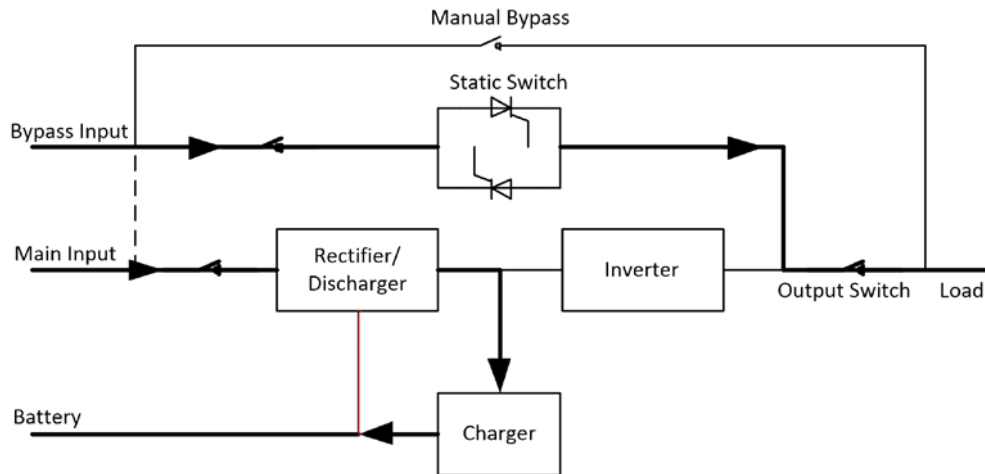 Manual Bypass
Static Switch
Bypass Input
Main Input
Rectifier/
Discharger
Inverter
Output Switch
Load
Battery
Charger